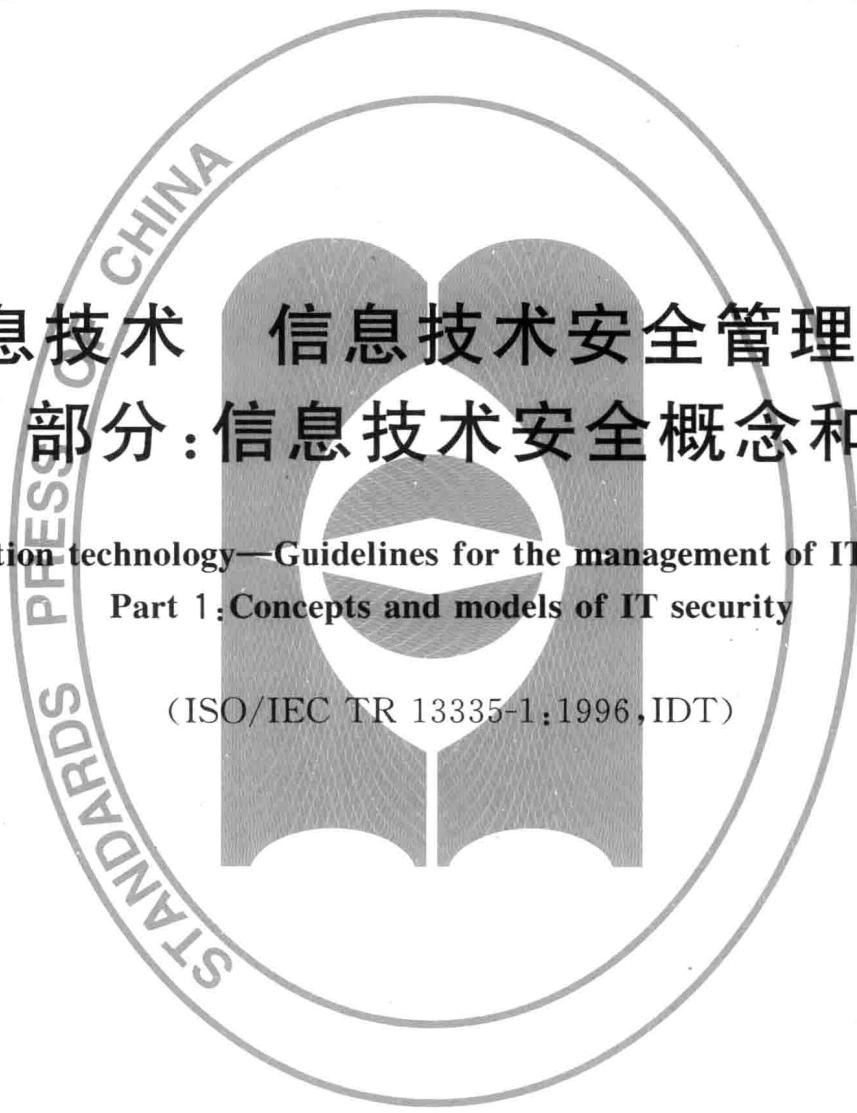 息技术 信息技术安全管理
部分:信息技术安全概念和
tion technology—Guidelines for the management of IT
Part 1:Concepts and models of IT security
(ISO/IEC TR 13335-1:1996,IDT)
STANDARDS PRESS OF CHINA